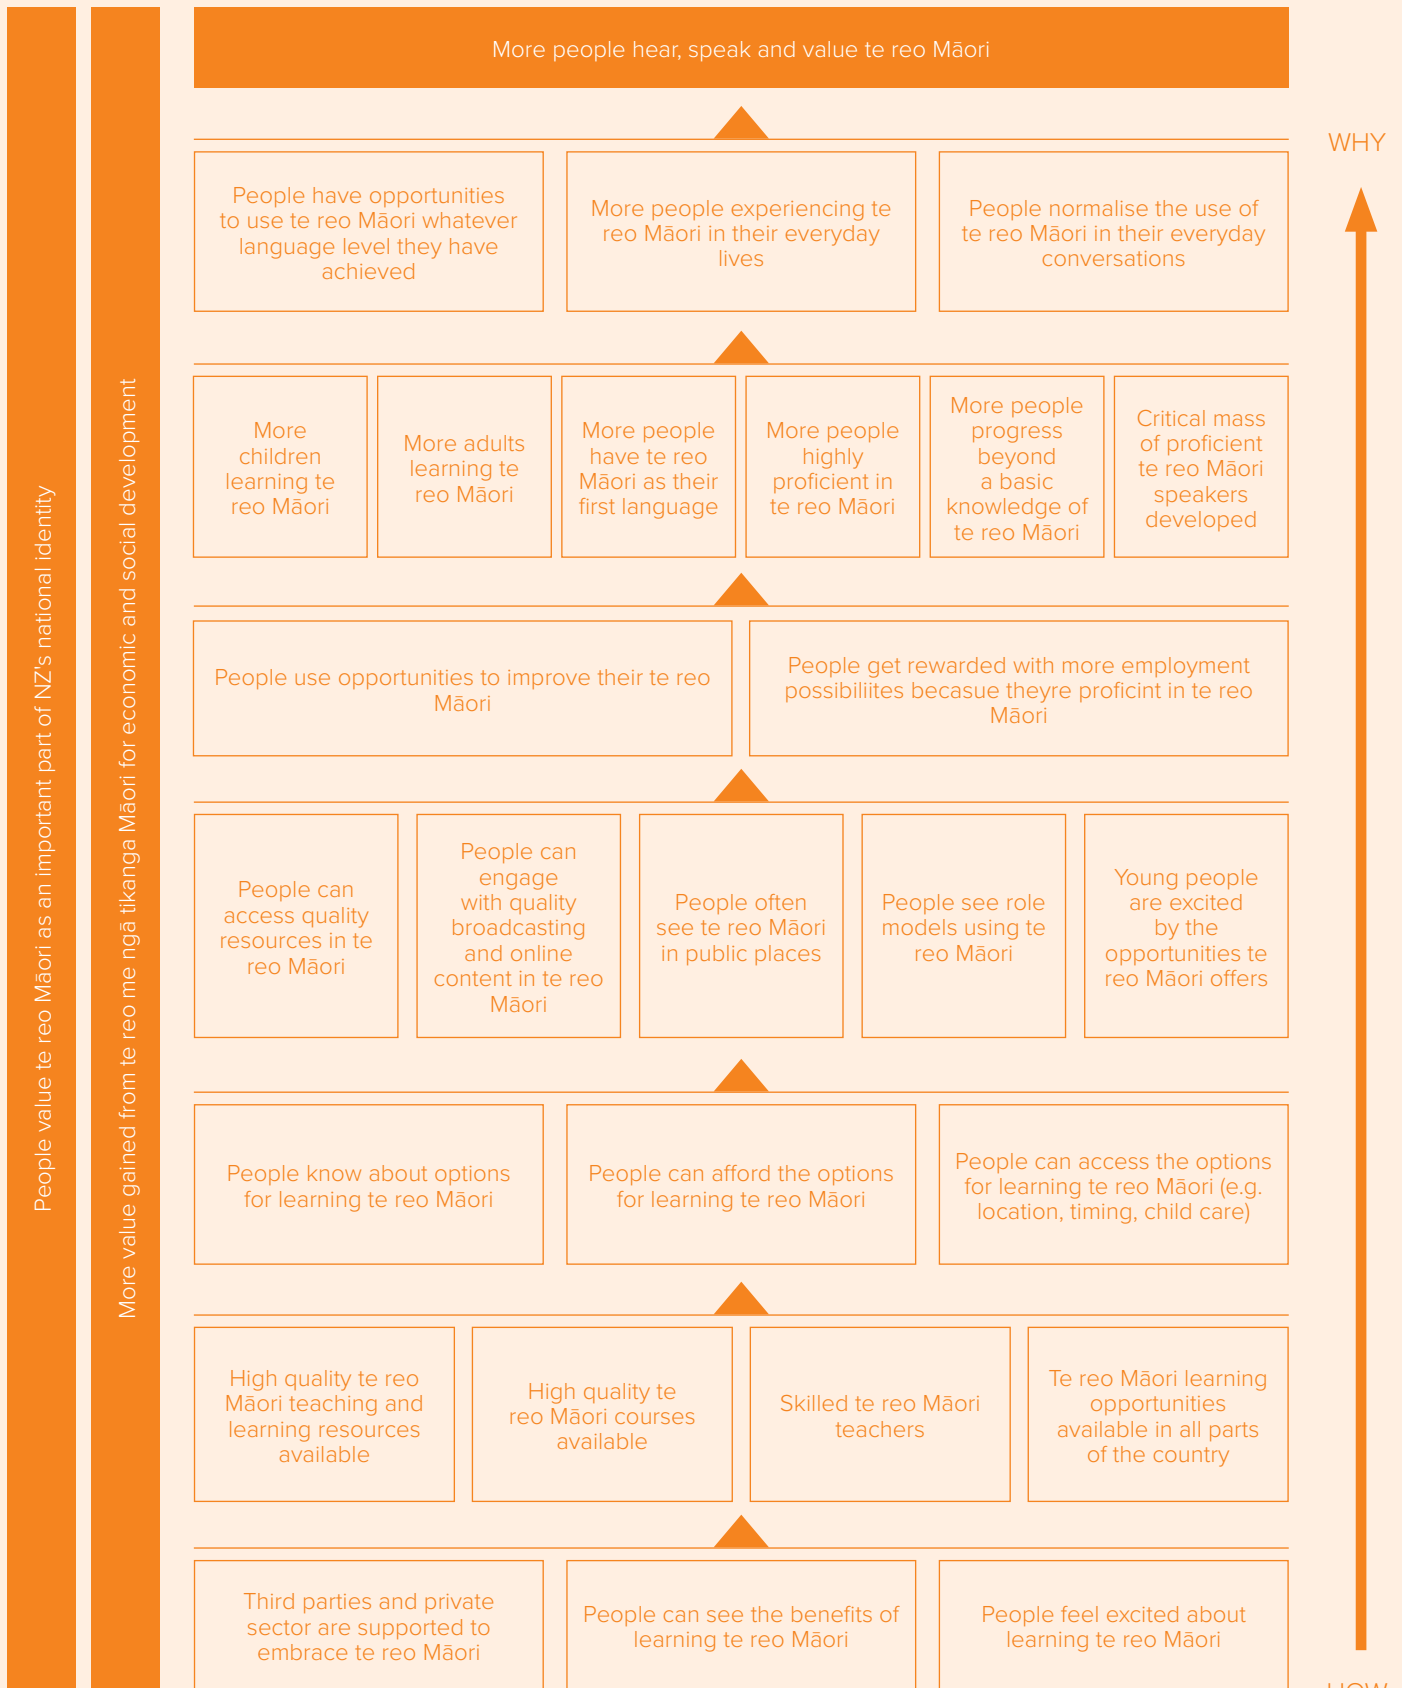 More people hear, speak and value te reo Māori
WHY
People have opportunities
to use te reo Māori whatever
language level they have
achieved
More people experiencing te
reo Māori in their everyday
lives
People normalise the use of
te reo Māori in their everyday
conversations
More
children
learning te
reo Māori
More adults
learning te
reo Māori
More people
have te reo
Māori as their
first language
More people
highly
proficient in
te reo Māori
More people
progress
beyond
a basic
knowledge of
te reo Māori
Critical mass
of proficient
te reo Māori
speakers
developed
People use opportunities to improve their te reo
Māori
People get rewarded with more employment
possibiliites becasue theyre proficint in te reo
Māori
People can
access quality
resources in te
reo Māori
People can
engage
with quality
broadcasting
and online
content in te reo
Māori
People often
see te reo Māori
in public places
People see role
models using te
reo Māori
Young people
are excited
by the
opportunities te
reo Māori offers
People know about options
for learning te reo Māori
People can afford the options
for learning te reo Māori
People can access the options
for learning te reo Māori (e.g.
location, timing, child care)
High quality te reo
Māori teaching and
learning resources
available
High quality te
reo Māori courses
available
Skilled te reo Māori
teachers
Te reo Māori learning
opportunities
available in all parts
of the country
Third parties and private
sector are supported to
embrace te reo Māori
People can see the benefits of
learning te reo Māori
People feel excited about
learning te reo Māori
HOW
People value te reo Māori as an important part of NZ's national identity
More value gained from te reo me ngā tikanga Māori for economic and social development